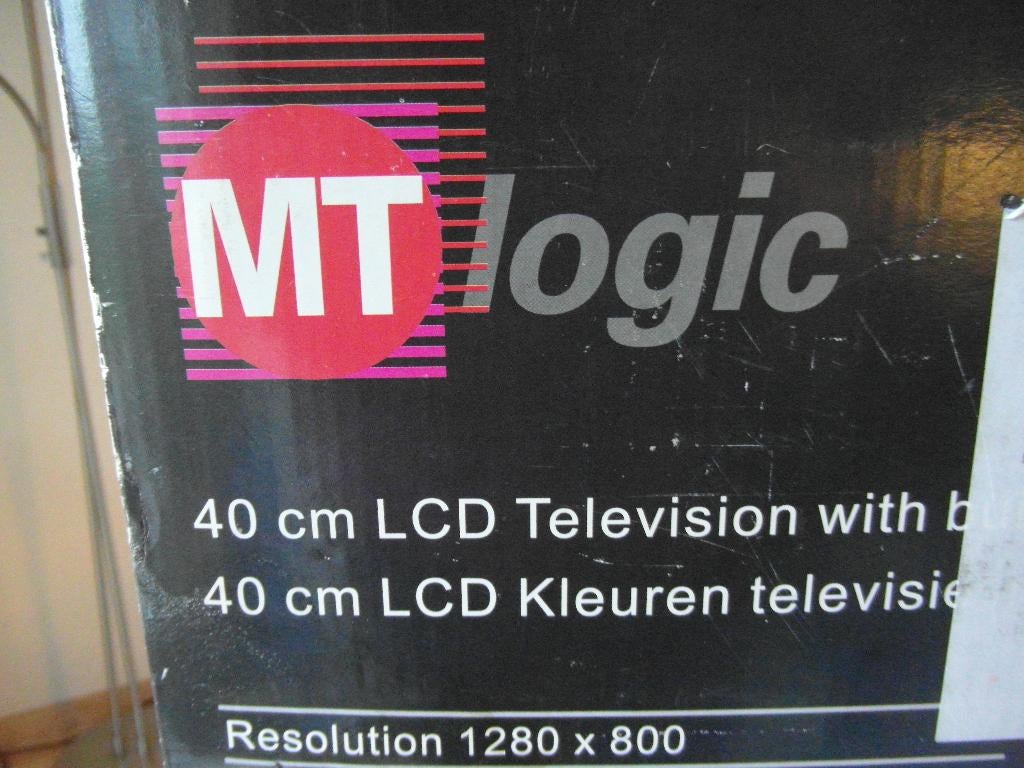 MT logic
40 cm LCD Television with
40 cm LCD Kleuren televisie
Resolution 1280 x 800